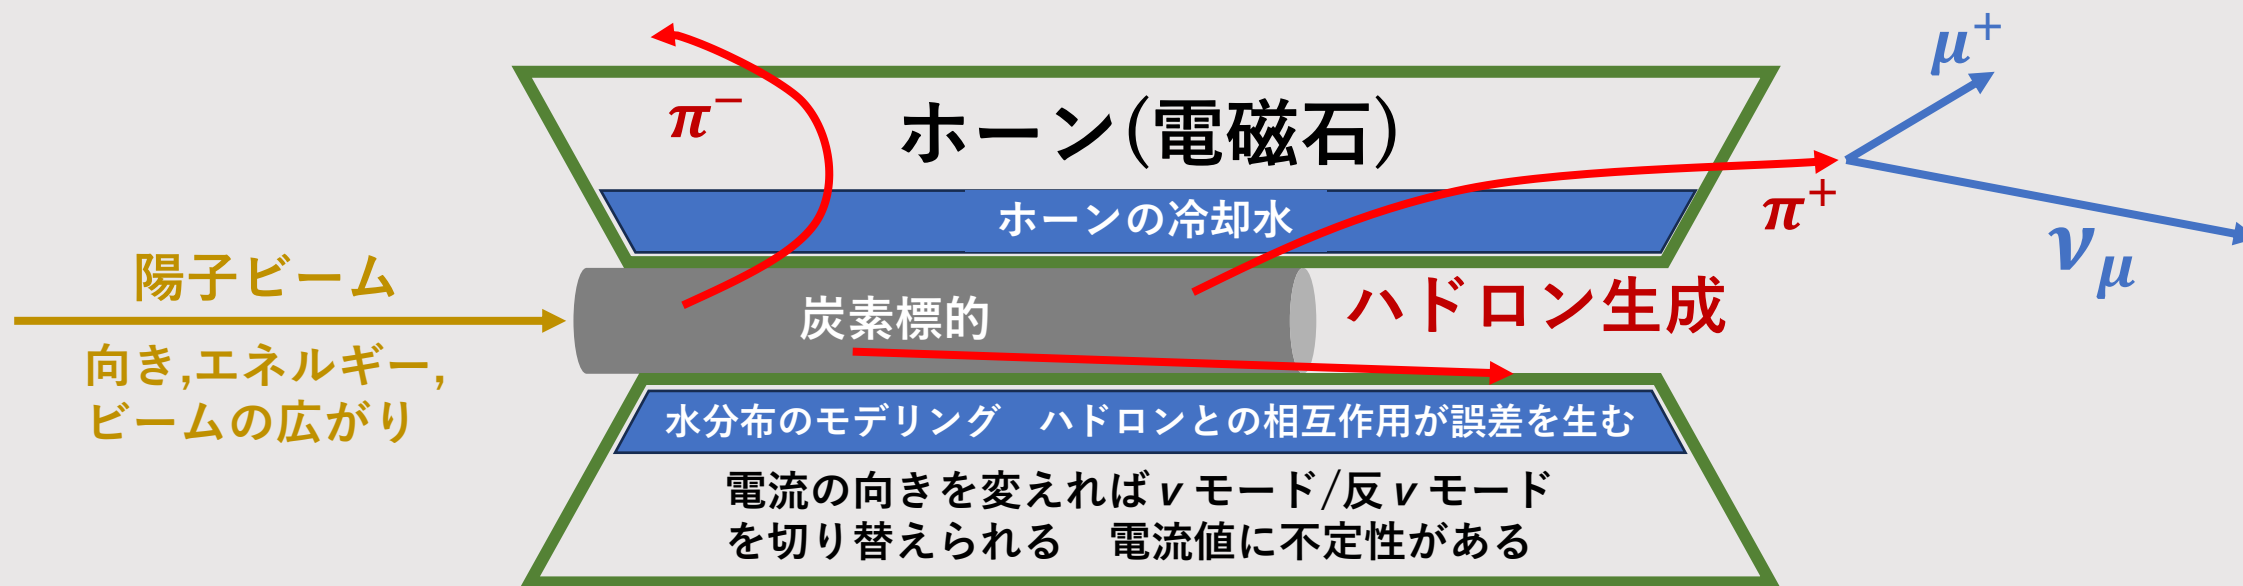 μ⁺
π⁻
ホーン(電磁石)
π⁺
ホーンの冷却水
ν_μ
陽子ビーム
向き,エネルギー,
ビームの広がり
炭素標的
ハドロン生成
水分布のモデリング　ハドロンとの相互作用が誤差を生む
電流の向きを変えればνモード/反νモード
を切り替えられる　電流値に不定性がある